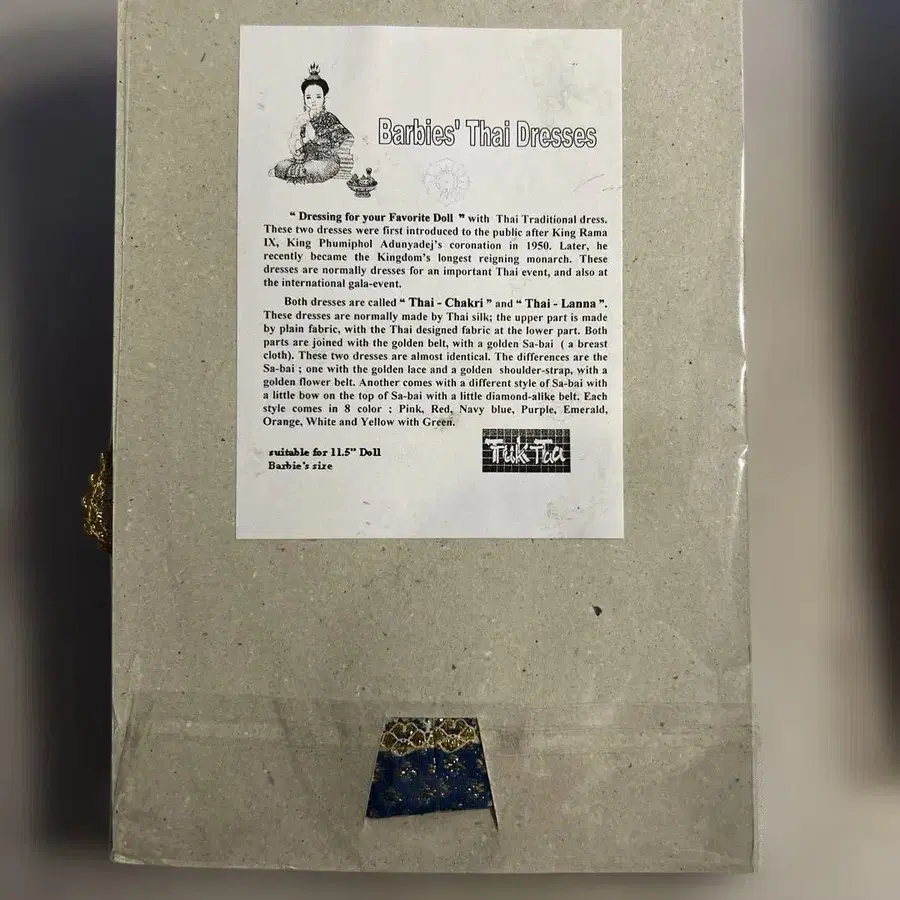 Barbies' Thai Dresses
“ Dressing for your Favorite Doll ” with Thai Traditional dress.
These two dresses were first introduced to the public after King Rama
IX, King Phumiphol Adunyadej's coronation in 1950. Later, he
recently became the Kingdom's longest reigning monarch. These
dresses are normally dresses for an important Thai event, and also at
the international gala-event.
Both dresses are called “ Thai - Chakri ” and “ Thai - Lanna ”.
These dresses are normally made by Thai silk; the upper part is made
by plain fabric, with the Thai designed fabric at the lower part. Both
parts are joined with the golden belt, with a golden Sa-bai ( a breast
cloth). These two dresses are almost identical. The differences are the
Sa-bai ; one with the golden lace and a golden shoulder-strap, with a
golden flower belt. Another comes with a different style of Sa-bai with
a little bow on the top of Sa-bai with a little diamond-alike belt. Each
style comes in 8 color ; Pink, Red, Navy blue, Purple, Emerald,
Orange, White and Yellow with Green.
suitable for 11.5" Doll
Barbie's size
Tuk Taa